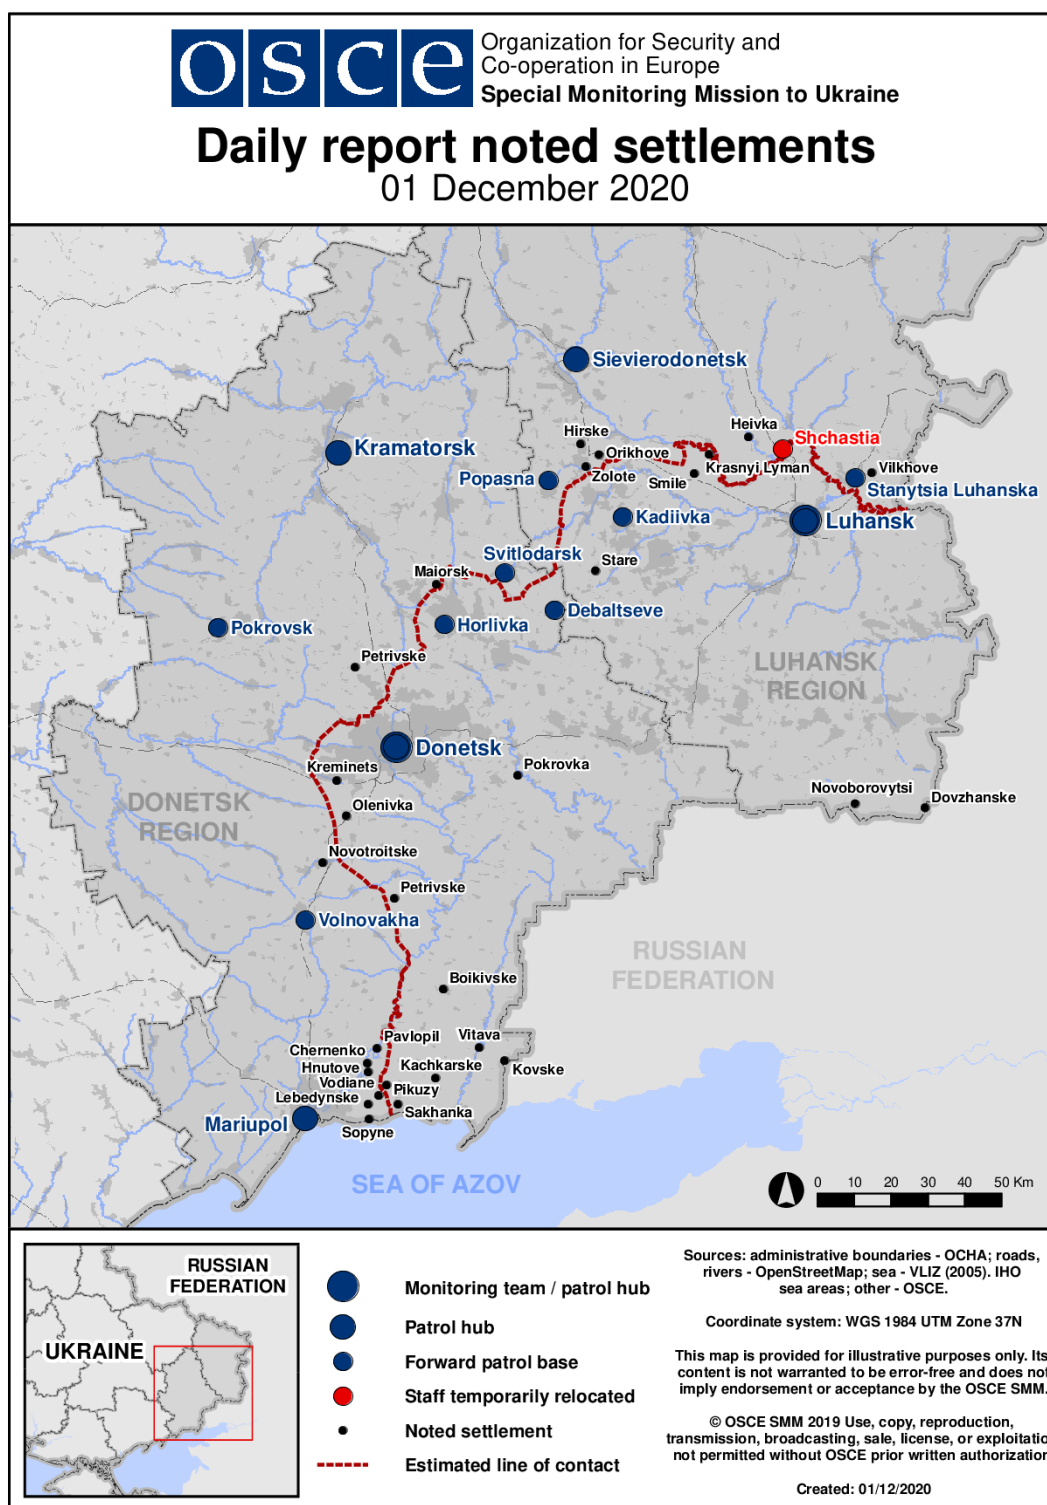 osce
Organization for Security and
Co-operation in Europe
Special Monitoring Mission to Ukraine
Daily report noted settlements
01 December 2020
Sievierodonetsk
Heivka
Shchastia
Hirske
Orikhove
Kramatorsk
Krasnyi Lyman
Vilkhove
Zolote
Popasna
Smile
Stanytsia Luhanska
Kadiivka
Luhansk
Svitlodarsk
Stare
Maiorsk
Debaltseve
Horlivka
Pokrovsk
Petrivske
LUHANSK
REGION
Donetsk
Kreminets
Pokrovka
Novoborovytsi
Dovzhanske
DONETSK
REGION
Olenivka
Novotroitske
Petrivske
Volnovakha
RUSSIAN
FEDERATION
Boikivske
Pavlopil
Vitava
Chernenko
Hnutove
Kachkarske
Kovske
Vodiane
Pikuzy
Lebedynske
Sakhanka
Mariupol
Sopyne
SEA OF AZOV
0 10 20 30 40 50 Km
RUSSIAN
FEDERATION
UKRAINE
Monitoring team / patrol hub
Patrol hub
Forward patrol base
Staff temporarily relocated
Noted settlement
Estimated line of contact
Sources: administrative boundaries - OCHA; roads,
rivers - OpenStreetMap; sea - VLIZ (2005). IHO
sea areas; other - OSCE.
Coordinate system: WGS 1984 UTM Zone 37N
This map is provided for illustrative purposes only. Its
content is not warranted to be error-free and does not
imply endorsement or acceptance by the OSCE SMM.
© OSCE SMM 2019 Use, copy, reproduction,
transmission, broadcasting, sale, license, or exploitatio
not permitted without OSCE prior written authorization
Created: 01/12/2020